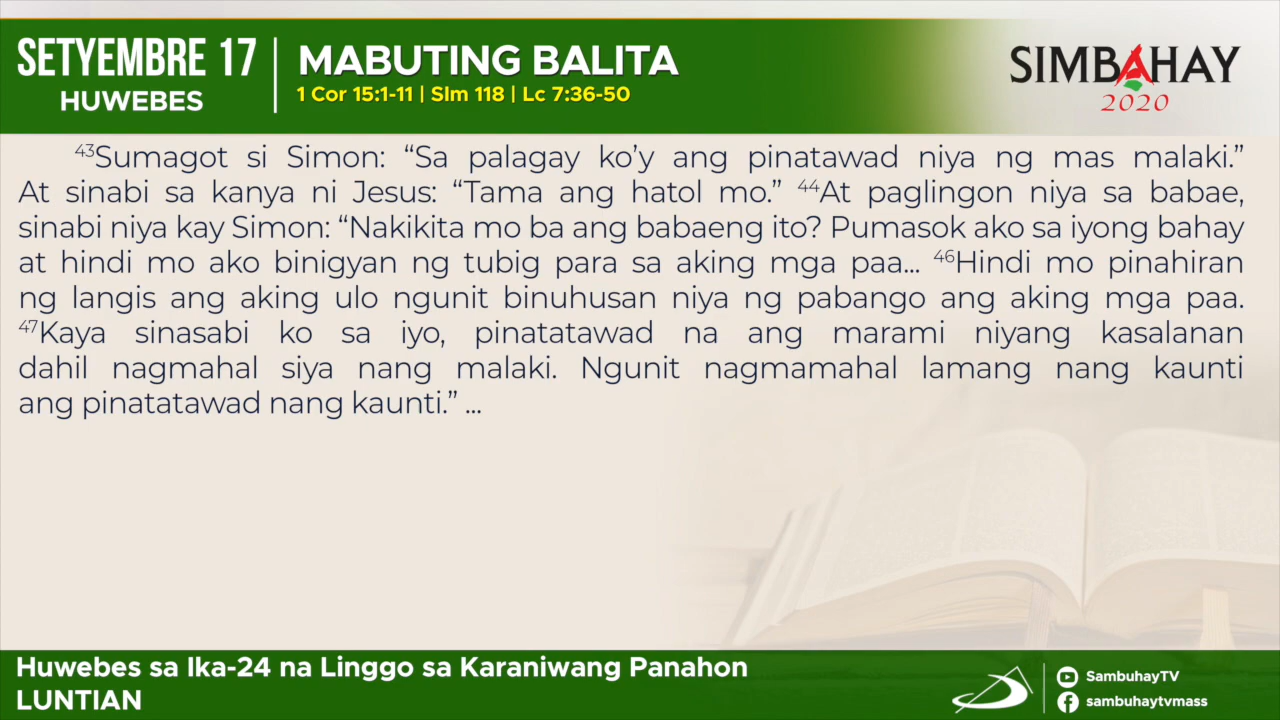 SETYEMBRE 17
HUWEBES
MABUTING BALITA
1 Cor 15:1-11 | Slm 118 | Lc 7:36-50
SIMBAHAY
2020
⁴³Sumagot si Simon: “Sa palagay ko’y ang pinatawad niya ng mas malaki.”
At sinabi sa kanya ni Jesus: “Tama ang hatol mo.” ⁴⁴At paglingon niya sa babae,
sinabi niya kay Simon: “Nakikita mo ba ang babaeng ito? Pumasok ako sa iyong bahay
at hindi mo ako binigyan ng tubig para sa aking mga paa... ⁴⁶Hindi mo pinahiran
ng langis ang aking ulo ngunit binuhusan niya ng pabango ang aking mga paa.
⁴⁷Kaya sinasabi ko sa iyo, pinatatawad na ang marami niyang kasalanan
dahil nagmahal siya nang malaki. Ngunit nagmamahal lamang nang kaunti
ang pinatatawad nang kaunti.” ...
Huwebes sa Ika-24 na Linggo sa Karaniwang Panahon
LUNTIAN
SambuhayTV
sambuhaytvmass